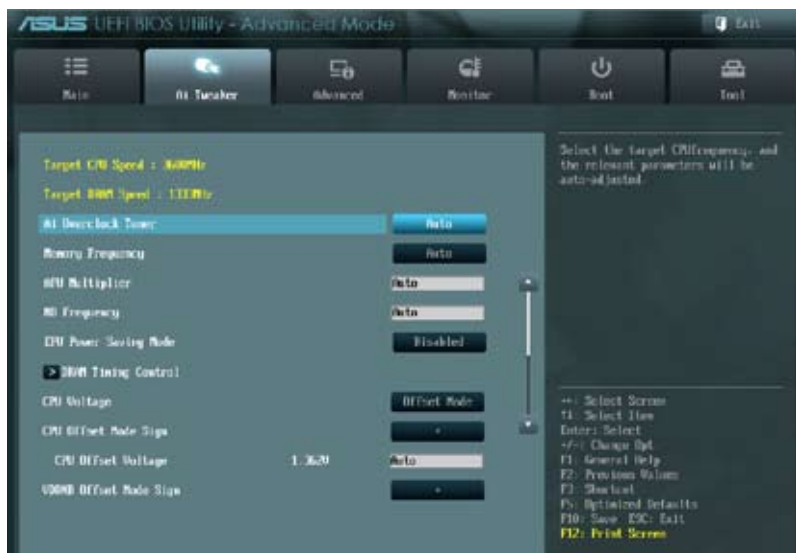 ASUS UEFI BIOS Utility - Advanced Mode
Exit
Main
Ai Tweaker
Advanced
Monitor
Boot
Tool
Target CPU Speed : 3600MHz
Target DRAM Speed : 1333MHz
Ai Overclock Tuner Auto
Memory Frequency Auto
APU Multiplier Auto
NB Frequency Auto
EPU Power Saving Mode Disabled
> DRAM Timing Control
CPU Voltage Offset Mode
CPU Offset Mode Sign +
CPU Offset Voltage 1.362V Auto
VDDNB Offset Mode Sign +
Select the target CPU frequency, and
the relevant parameters will be
auto-adjusted.
→←: Select Screen
↑↓: Select Item
Enter: Select
+/-: Change Opt.
F1: General Help
F2: Previous Values
F3: Shortcut
F5: Optimized Defaults
F10: Save ESC: Exit
F12: Print Screen